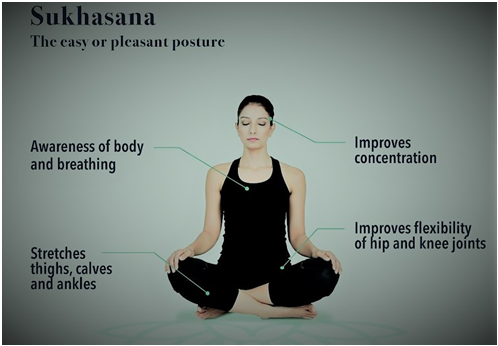 Sukhasana
The easy or pleasant posture
Awareness of body
and breathing
Improves
concentration
Improves flexibility
of hip and knee joints
Stretches
thighs, calves
and ankles